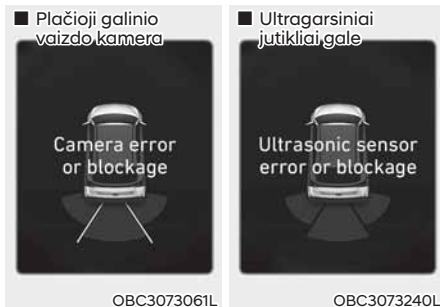 ■ Plačioji galinio
vaizdo kamera
Camera error
or blockage
OBC3073061L
■ Ultragarsiniai
jutikliai gale
Ultrasonic sensor
error or blockage
OBC3073240L